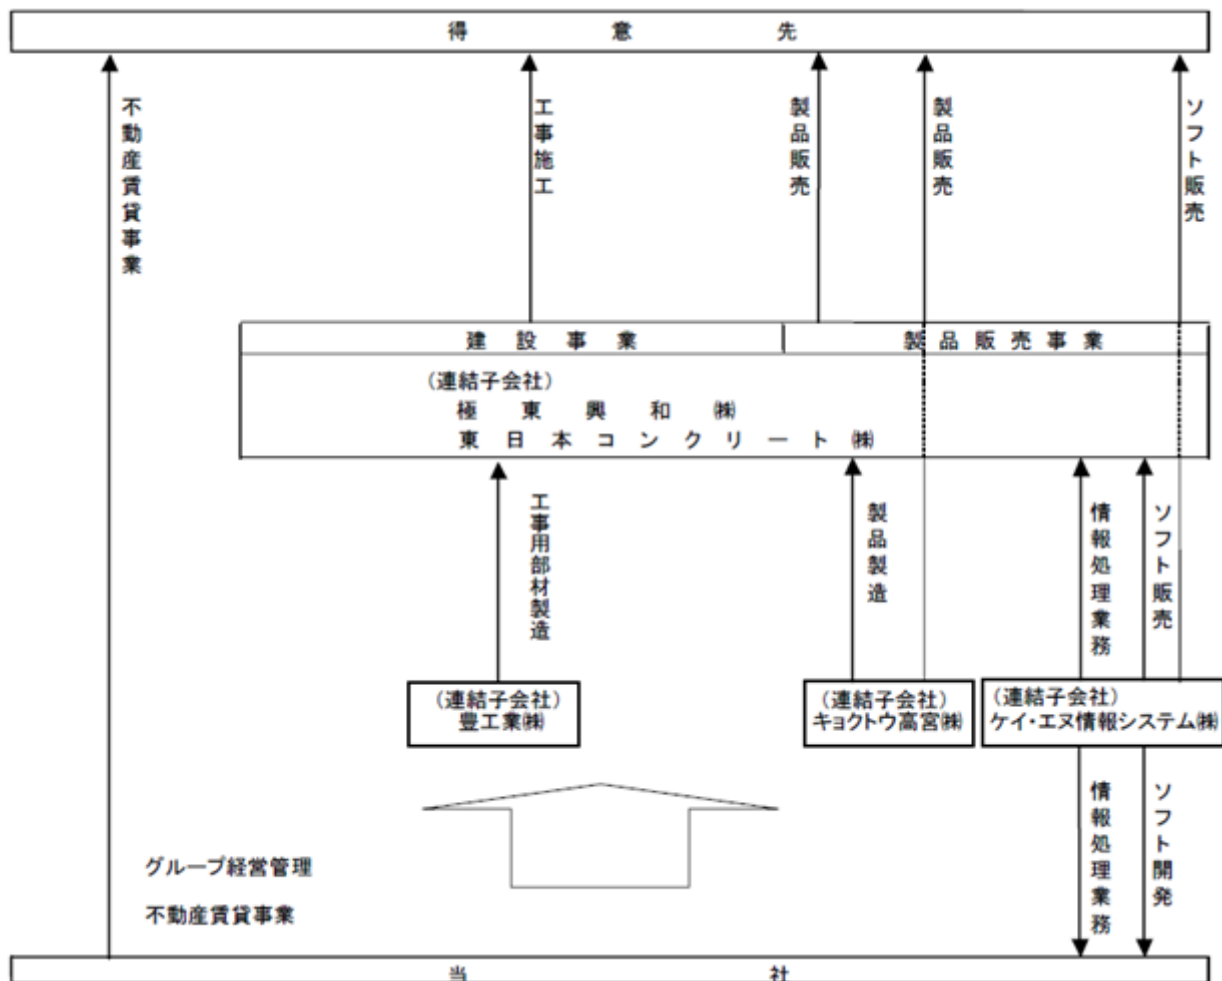 得意先
不動産賃貸事業
工事施工
製品販売
製品販売
ソフト販売
建設事業
製品販売事業
（連結子会社）
極東興和㈱
東日本コンクリート㈱
工事用部材製造
製品製造
情報処理業務
ソフト販売
（連結子会社）
豊工業㈱
（連結子会社）
キョクトウ高宮㈱
（連結子会社）
ケイ・エヌ情報システム㈱
情報処理業務
ソフト開発
グループ経営管理
不動産賃貸事業
当社